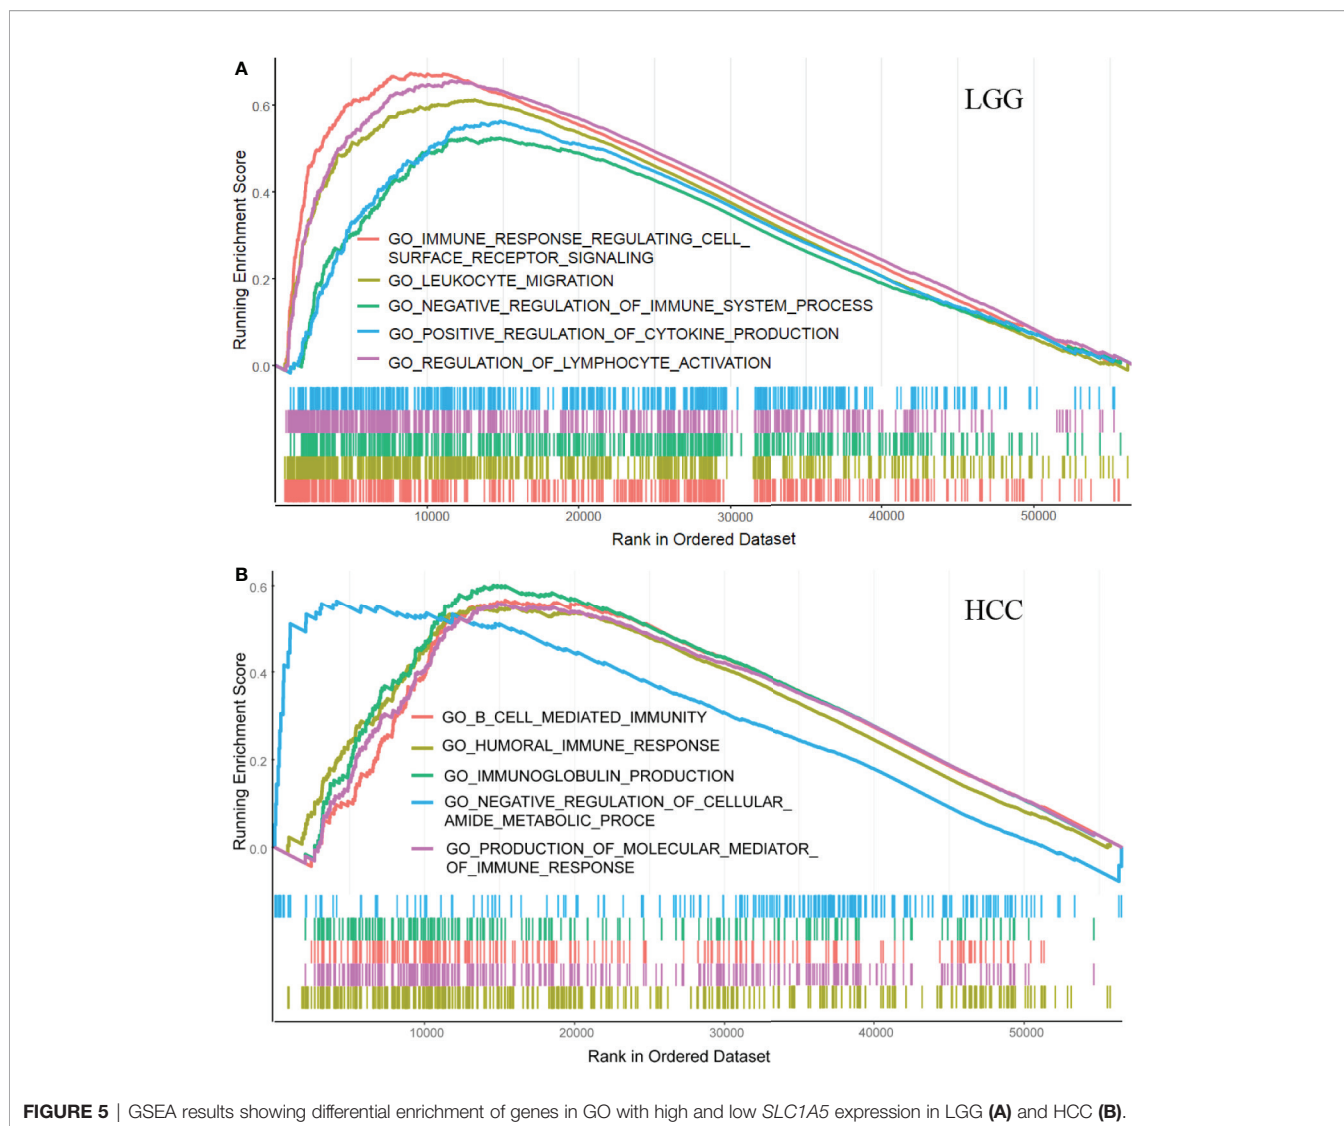 A
LGG
Running Enrichment Score
0.6
0.4
0.2
0.0
GO_IMMUNE_RESPONSE_REGULATING_CELL_
SURFACE_RECEPTOR_SIGNALING
GO_LEUKOCYTE_MIGRATION
GO_NEGATIVE_REGULATION_OF_IMMUNE_SYSTEM_PROCESS
GO_POSITIVE_REGULATION_OF_CYTOKINE_PRODUCTION
GO_REGULATION_OF_LYMPHOCYTE_ACTIVATION
10000 20000 30000 40000 50000
Rank in Ordered Dataset
B
HCC
Running Enrichment Score
0.6
0.4
0.2
0.0
GO_B_CELL_MEDIATED_IMMUNITY
GO_HUMORAL_IMMUNE_RESPONSE
GO_IMMUNOGLOBULIN_PRODUCTION
GO_NEGATIVE_REGULATION_OF_CELLULAR_
AMIDE_METABOLIC_PROCE
GO_PRODUCTION_OF_MOLECULAR_MEDIATOR_
OF_IMMUNE_RESPONSE
10000 20000 30000 40000 50000
Rank in Ordered Dataset
FIGURE 5 | GSEA results showing differential enrichment of genes in GO with high and low SLC1A5 expression in LGG (A) and HCC (B).